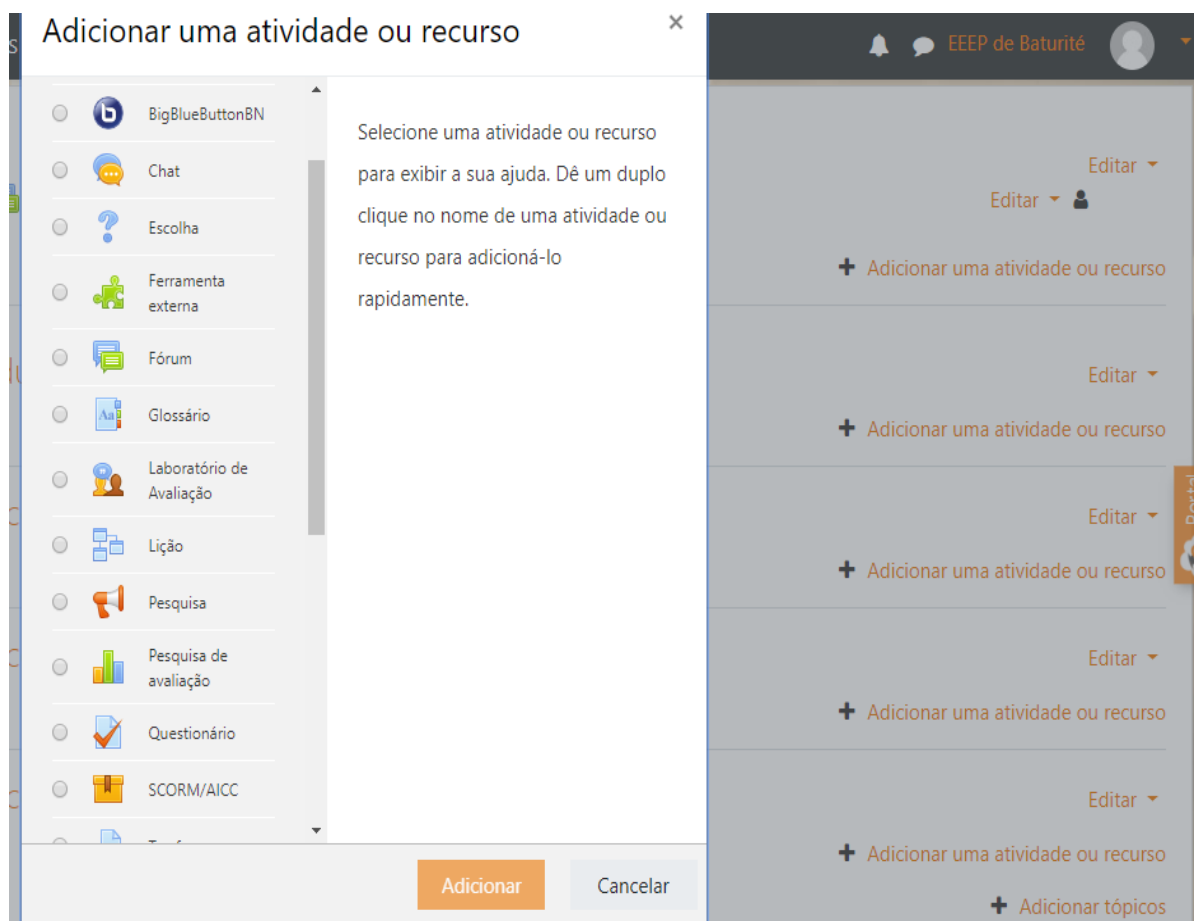 Adicionar uma atividade ou recurso
×
EEEP de Baturité
BigBlueButtonBN
Chat
Escolha
Ferramenta
externa
Fórum
Glossário
Laboratório de
Avaliação
Lição
Pesquisa
Pesquisa de
avaliação
Questionário
SCORM/AICC
Selecione uma atividade ou recurso
para exibir a sua ajuda. Dê um duplo
clique no nome de uma atividade ou
recurso para adicioná-lo
rapidamente.
Adicionar
Cancelar
Editar
Editar
Adicionar uma atividade ou recurso
Editar
Adicionar uma atividade ou recurso
Editar
Adicionar uma atividade ou recurso
Editar
Adicionar uma atividade ou recurso
Editar
Adicionar uma atividade ou recurso
Adicionar tópicos
Portal